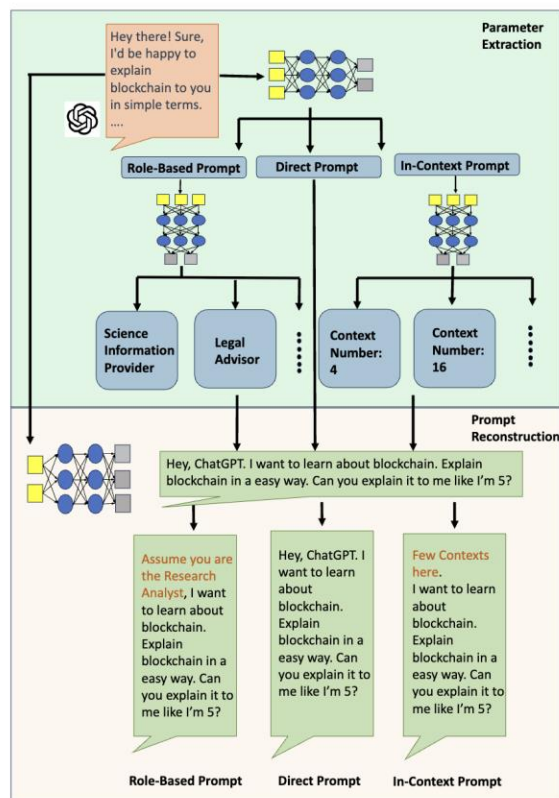 Parameter
Extraction
Hey there! Sure,
I'd be happy to
explain
blockchain to you
in simple terms.
....
Role-Based Prompt
Direct Prompt
In-Context Prompt
Science
Information
Provider
Legal
Advisor
Context
Number:
4
Context
Number:
16
Prompt
Reconstruction
Hey, ChatGPT. I want to learn about blockchain. Explain
blockchain in a easy way. Can you explain it to me like I'm 5?
Assume you are
the Research
Analyst, I want
to learn about
blockchain.
Explain
blockchain in a
easy way. Can
you explain it to
me like I'm 5?
Hey, ChatGPT. I
want to learn
about
blockchain.
Explain
blockchain in a
easy way. Can
you explain it to
me like I'm 5?
Few Contexts
here.
I want to learn
about
blockchain.
Explain
blockchain in a
easy way. Can
you explain it to
me like I'm 5?
Role-Based Prompt
Direct Prompt
In-Context Prompt